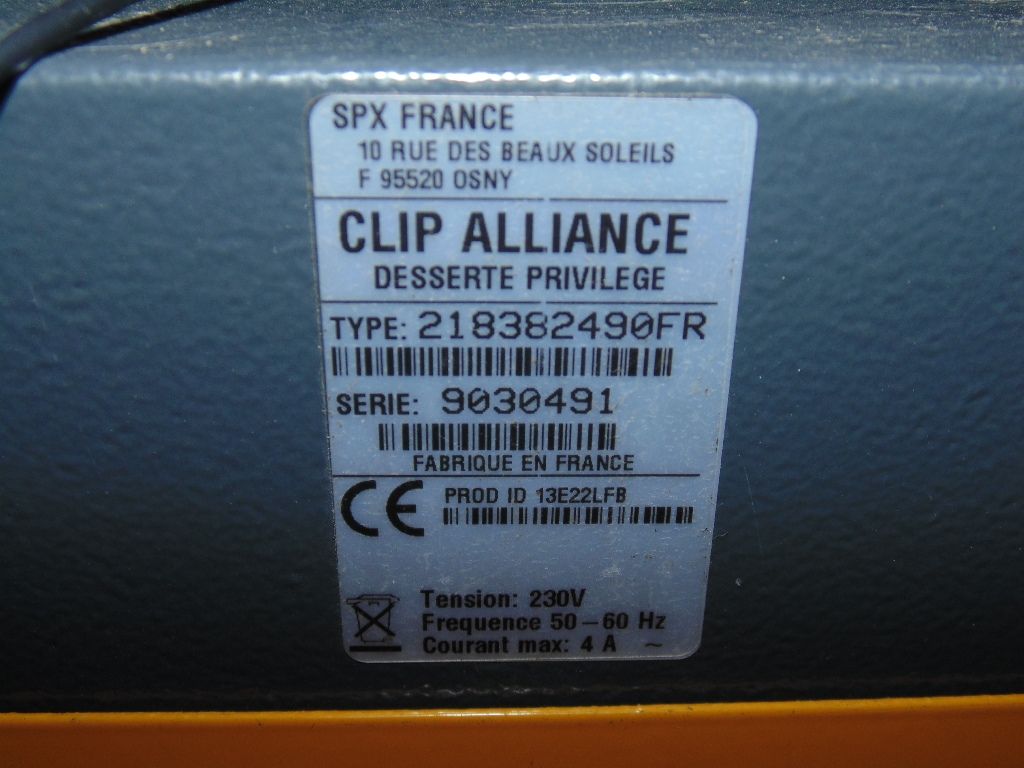 SPX FRANCE
10 RUE DES BEAUX SOLEILS
F 95520 OSNY
CLIP ALLIANCE
DESSERTE PRIVILEGE
TYPE: 218382490FR
SERIE: 9030491
FABRIQUE EN FRANCE
CE PROD ID 13E22LFB
Tension: 230V
Frequence 50-60 Hz
Courant max: 4 A ~